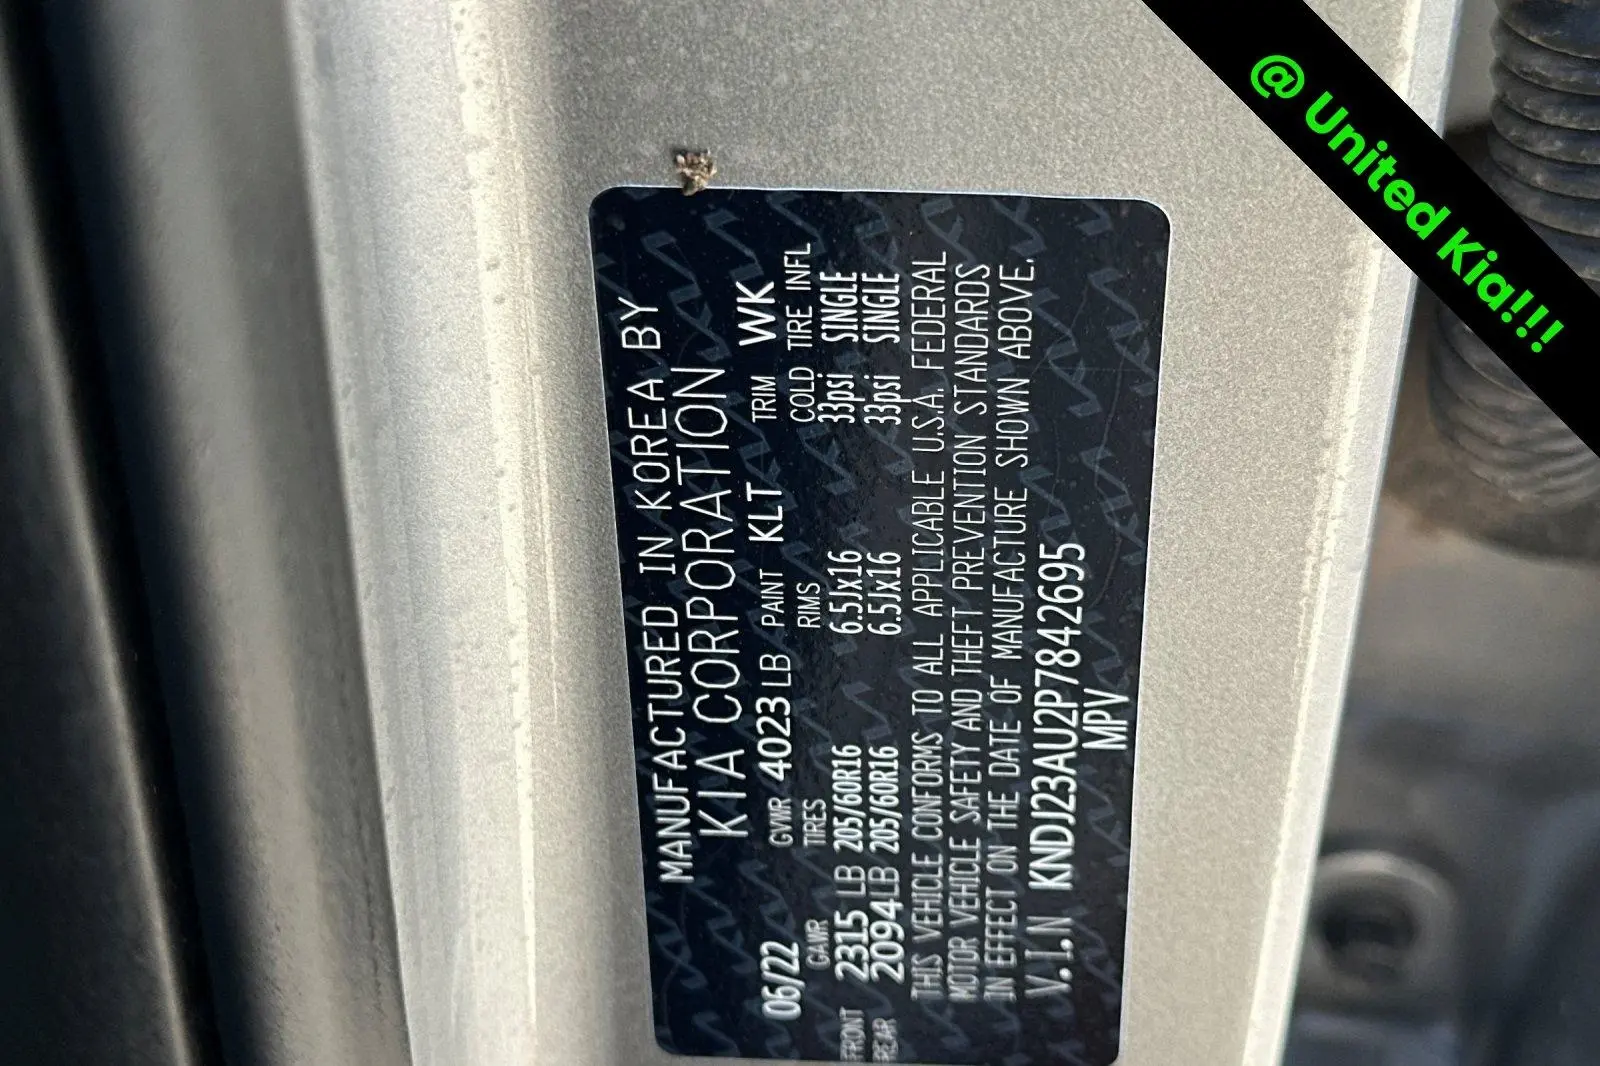 MANUFACTURED IN KOREA BY
KIA CORPORATION
06/22 GVWR 4023 LB PAINT KLT TRIM WK
GAWR TIRES RIMS COLD TIRE INFL
FRONT 2315 LB 205/60R16 6.5Jx16 33psi SINGLE
REAR 2094 LB 205/60R16 6.5Jx16 33psi SINGLE
THIS VEHICLE CONFORMS TO ALL APPLICABLE U.S.A. FEDERAL
MOTOR VEHICLE SAFETY AND THEFT PREVENTION STANDARDS
IN EFFECT ON THE DATE OF MANUFACTURE SHOWN ABOVE.
V.I.N KNDJ23AU2P7842695
MPV
@ United Kia!!!